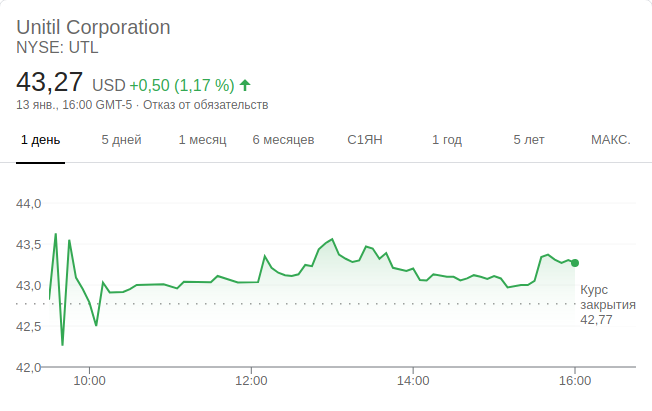 Unitil Corporation
NYSE: UTL
43,27 USD +0,50 (1,17 %)
13 янв., 16:00 GMT-5 · Отказ от обязательств
1 день 5 дней 1 месяц 6 месяцев С1ЯН 1 год 5 лет МАКС.
44,0
43,5
43,0
42,5
42,0
Курс
закрытия
42,77
10:00 12:00 14:00 16:00